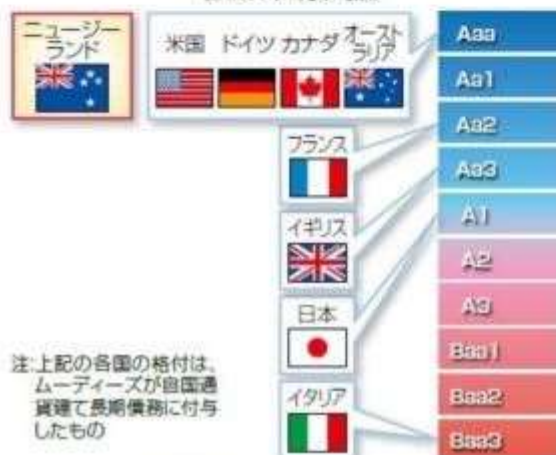 ニュージー
ランド
米国
ドイツ
カナダ
オースト
ラリア
フランス
イギリス
日本
イタリア
Aaa
Aa1
Aa2
Aa3
A1
A2
A3
Baa1
Baa2
Baa3
注:上記の各国の格付は、
ムーディーズが自国通
貨建て長期債務に付与
したもの